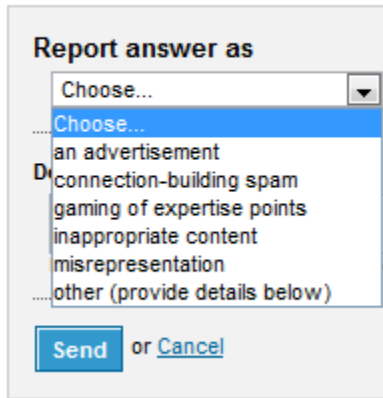 Report answer as
Choose...
Choose...
an advertisement
connection-building spam
gaming of expertise points
inappropriate content
misrepresentation
other (provide details below)
Send or Cancel